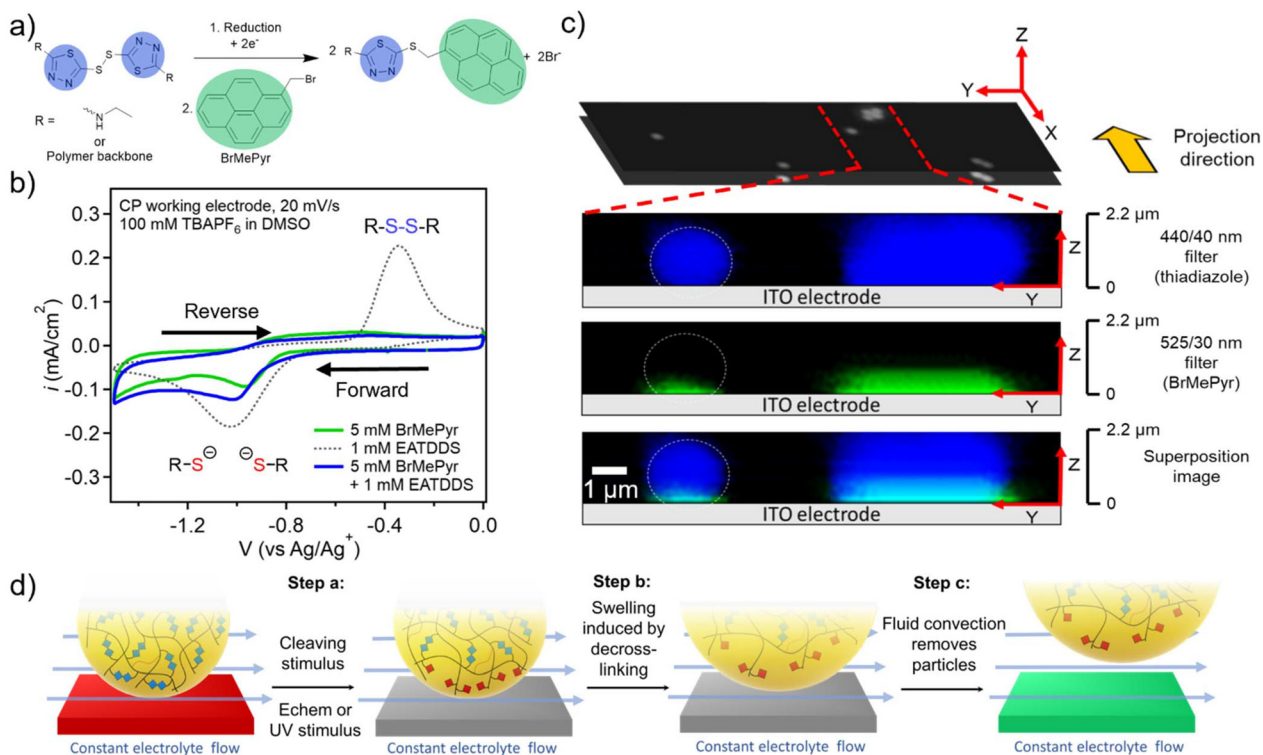 a)
R
S
N
N
S
S
N
N
S
R
1. Reduction
+ 2e-
2.
Br
BrMePyr
2
R
S
N
N
S
+ 2Br-
R =
N
H
or
Polymer backbone
b)
CP working electrode, 20 mV/s
100 mM TBAPF6 in DMSO
R-S-S-R
Reverse
Forward
R-S⊖ ⊖S-R
5 mM BrMePyr
1 mM EATDDS
5 mM BrMePyr
+ 1 mM EATDDS
i (mA/cm2)
0.3
0.2
0.1
0.0
-0.1
-0.2
-0.3
-1.2 -0.8 -0.4 0.0
V (vs Ag/Ag+)
c)
Z
Y
X
Projection
direction
2.2 µm
Z
0
Y
440/40 nm
filter
(thiadiazole)
ITO electrode
2.2 µm
Z
0
Y
525/30 nm
filter
(BrMePyr)
ITO electrode
2.2 µm
Z
0
Y
Superposition
image
1 µm
ITO electrode
d)
Step a:
Cleaving
stimulus
Echem or
UV stimulus
Step b:
Swelling
induced by
decross-
linking
Step c:
Fluid convection
removes
particles
Constant electrolyte flow
Constant electrolyte flow
Constant electrolyte flow
Constant electrolyte flow